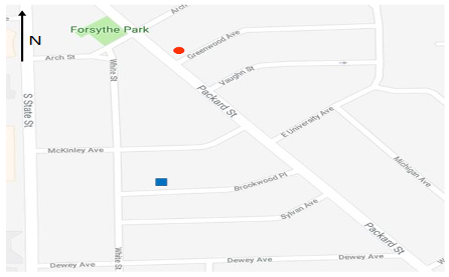 Arch
Forsythe Park
N
Greenwood Ave
Arch St
White St
Vaughn St
S State St
Packard St
E University Ave
McKinley Ave
Michigan Ave
Brookwood Pl
Sylvan Ave
Packard St
White St
Dewey Ave
Dewey Ave
Dewey Ave